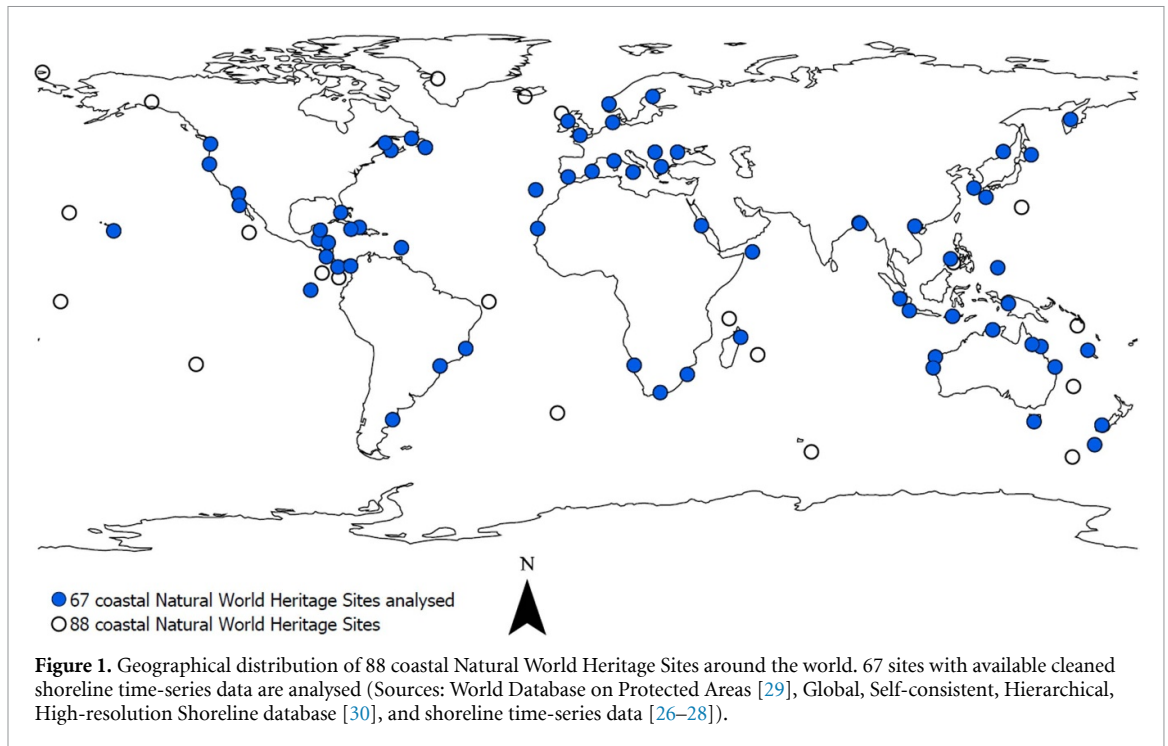 N
67 coastal Natural World Heritage Sites analysed
88 coastal Natural World Heritage Sites
Figure 1. Geographical distribution of 88 coastal Natural World Heritage Sites around the world. 67 sites with available cleaned
shoreline time-series data are analysed (Sources: World Database on Protected Areas [29], Global, Self-consistent, Hierarchical,
High-resolution Shoreline database [30], and shoreline time-series data [26–28]).